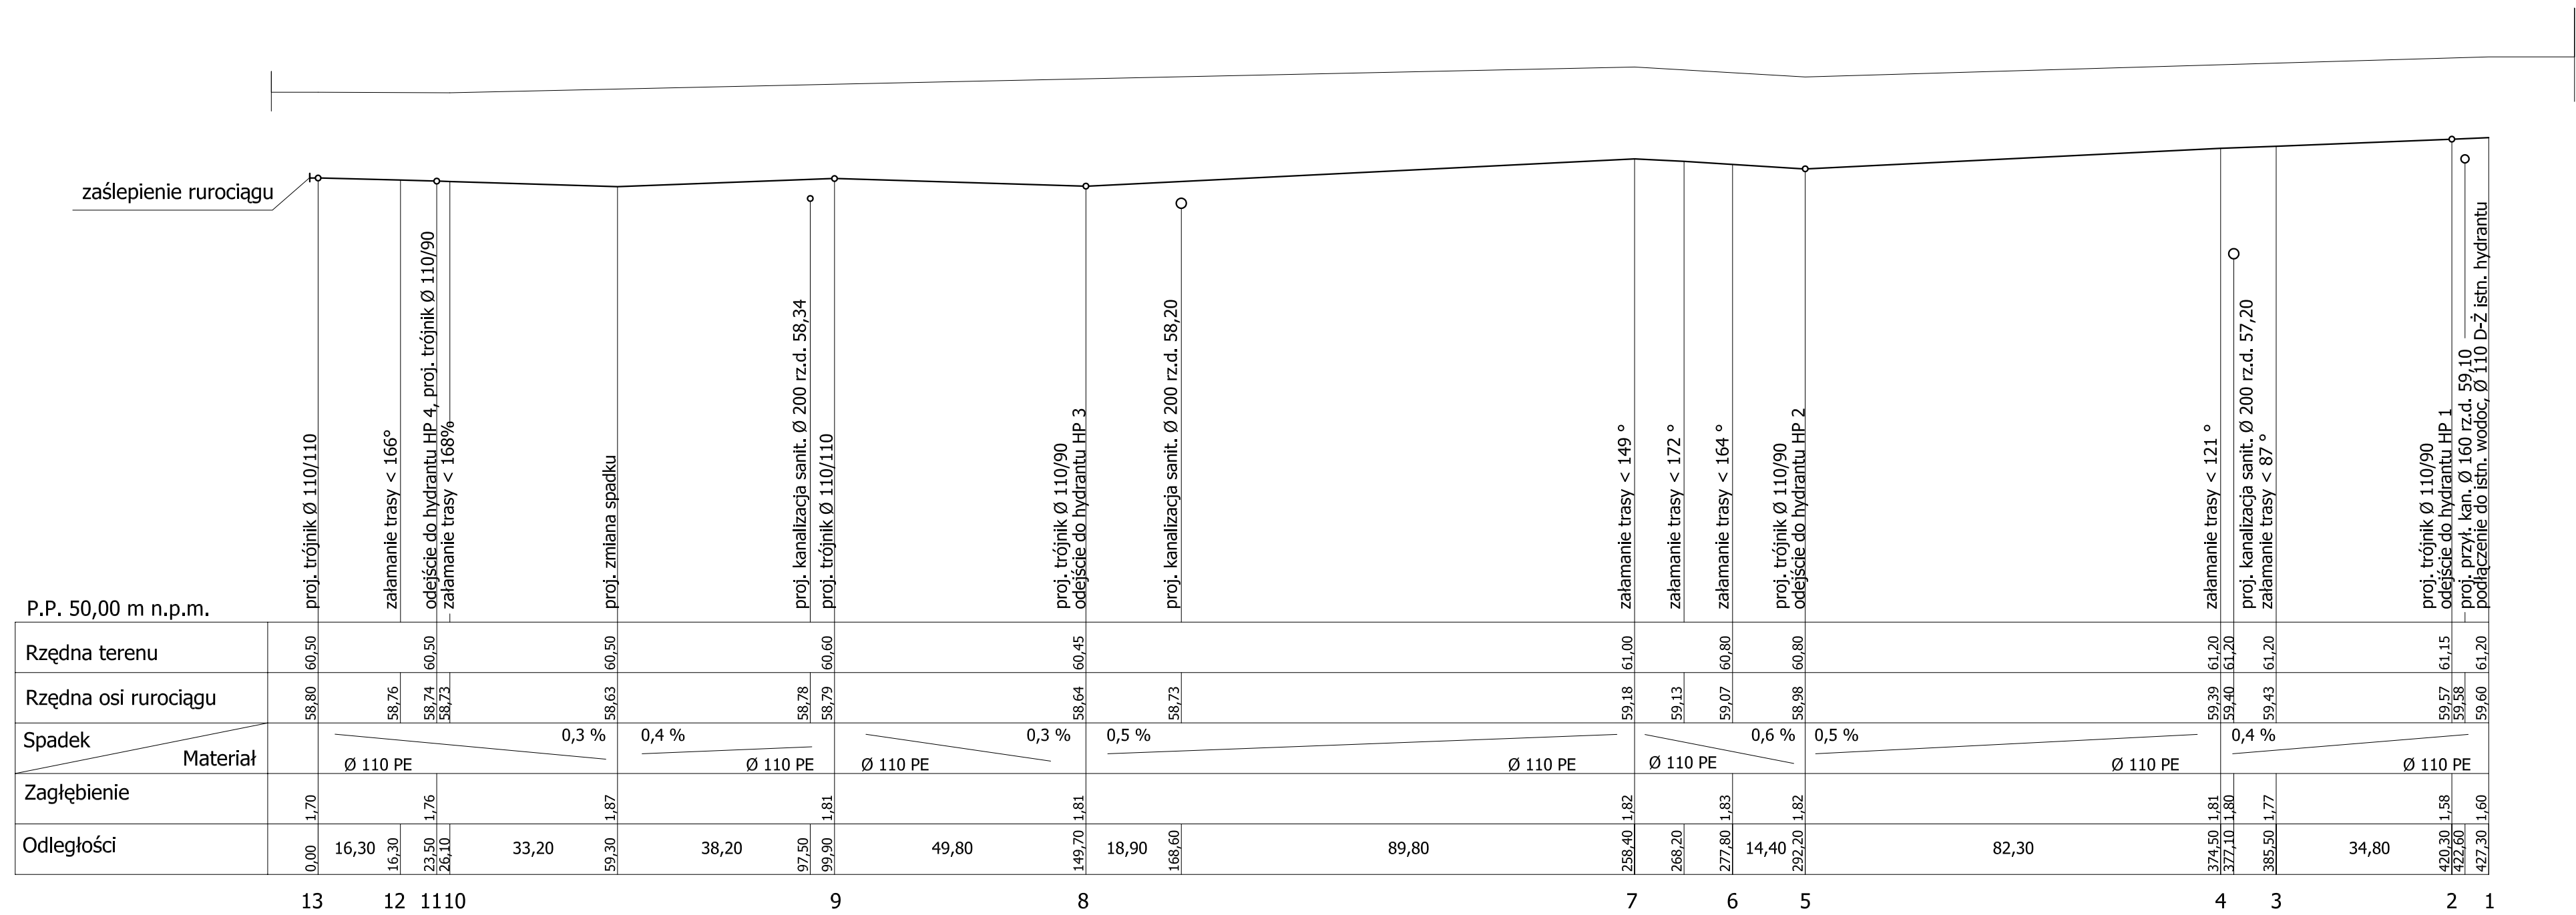 zaślepienie rurociągu
proj. trójnik Ø 110/110
załamanie trasy < 166°
odejście do hydrantu HP 4, proj. trójnik Ø 110/90
załamanie trasy < 168%
proj. zmiana spadku
proj. kanalizacja sanit. Ø 200 rz.d. 58,34
proj. trójnik Ø 110/110
proj. trójnik Ø 110/90
odejście do hydrantu HP 3
proj. kanalizacja sanit. Ø 200 rz.d. 58,20
załamanie trasy < 149 °
załamanie trasy < 172 °
załamanie trasy < 164 °
proj. trójnik Ø 110/90
odejście do hydrantu HP 2
załamanie trasy < 121 °
proj. kanalizacja sanit. Ø 200 rz.d. 57,20
załamanie trasy < 87 °
proj. trójnik Ø 110/90
odejście do hydrantu HP 1
proj. przył. kan. Ø 160 rz.d. 59,10
podłączenie do istn. wodoc, Ø 110 D-Ż istn. hydrantu
P.P. 50,00 m n.p.m.
Rzędna terenu 60,50 60,50 60,50 60,60 60,45 61,00 60,80 60,80 61,20 61,20 61,20 61,15 61,20
Rzędna osi rurociągu 58,80 58,76 58,74 58,73 58,63 58,78 58,79 58,64 58,73 59,18 59,13 59,07 58,98 59,39 59,40 59,43 59,57 59,58 59,60
Spadek 0,3 % 0,4 % 0,3 % 0,5 % 0,6 % 0,5 % 0,4 %
Materiał Ø 110 PE Ø 110 PE Ø 110 PE Ø 110 PE Ø 110 PE Ø 110 PE Ø 110 PE
Zagłębienie 1,70 1,76 1,87 1,81 1,81 1,82 1,83 1,82 1,81 1,80 1,77 1,58 1,60
Odległości 0,00 16,30 16,30 23,50 26,10 33,20 59,30 38,20 97,50 99,90 49,80 149,70 18,90 168,60 89,80 258,40 268,20 277,80 14,40 292,20 82,30 374,50 377,10 385,50 34,80 420,30 422,60 427,30
13 12 11 10 9 8 7 6 5 4 3 2 1